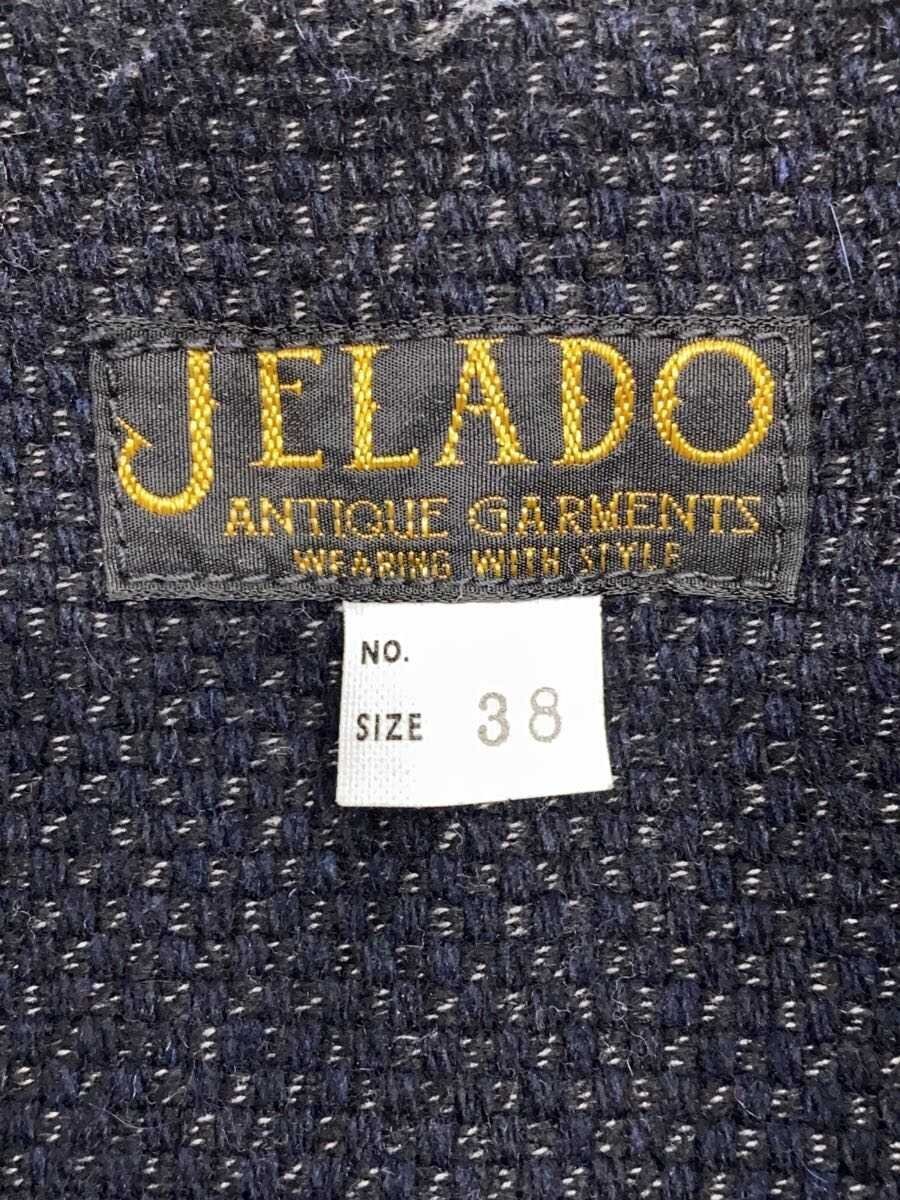 JELADO
ANTIQUE GARMENTS
WEARING WITH STYLE
NO.
SIZE 38